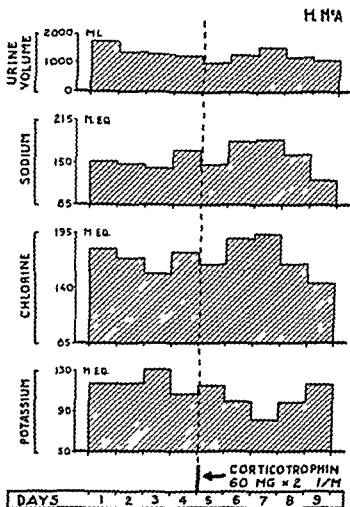 H. McA
URINE VOLUME
ML
2000
1000
0
SODIUM
M.EQ.
215
150
85
CHLORINE
M EQ.
195
140
65
POTASSIUM
M EQ.
130
90
50
← CORTICOTROPHIN
60 MG × 2 I/M
DAYS 1 2 3 4 5 6 7 8 9